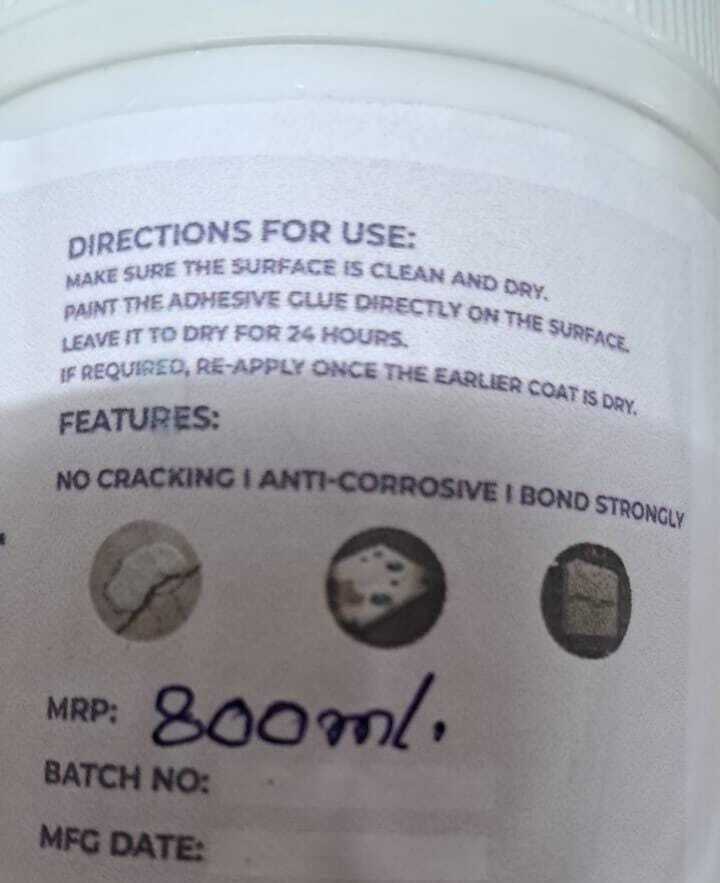 DIRECTIONS FOR USE:
MAKE SURE THE SURFACE IS CLEAN AND DRY.
PAINT THE ADHESIVE GLUE DIRECTLY ON THE SURFACE.
LEAVE IT TO DRY FOR 24 HOURS.
IF REQUIRED, RE-APPLY ONCE THE EARLIER COAT IS DRY.
FEATURES:
NO CRACKING I ANTI-CORROSIVE I BOND STRONGLY
MRP: 800ml.
BATCH NO:
MFG DATE: